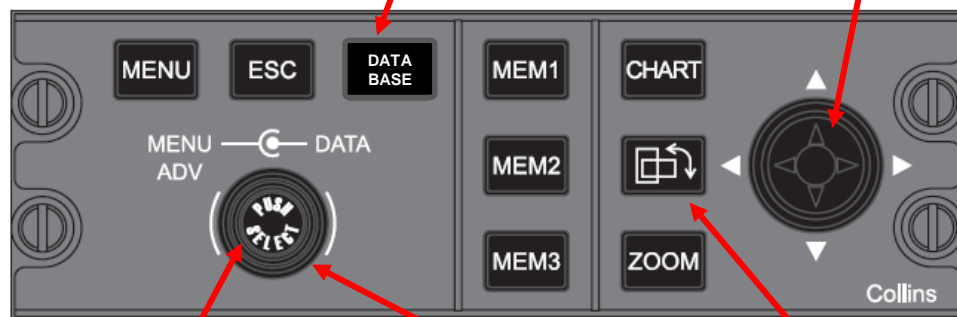 MENU
ESC
DATA
BASE
MEM1
CHART
MENU
DATA
ADV
MEM2
PUSH
SELECT
MEM3
ZOOM
Collins